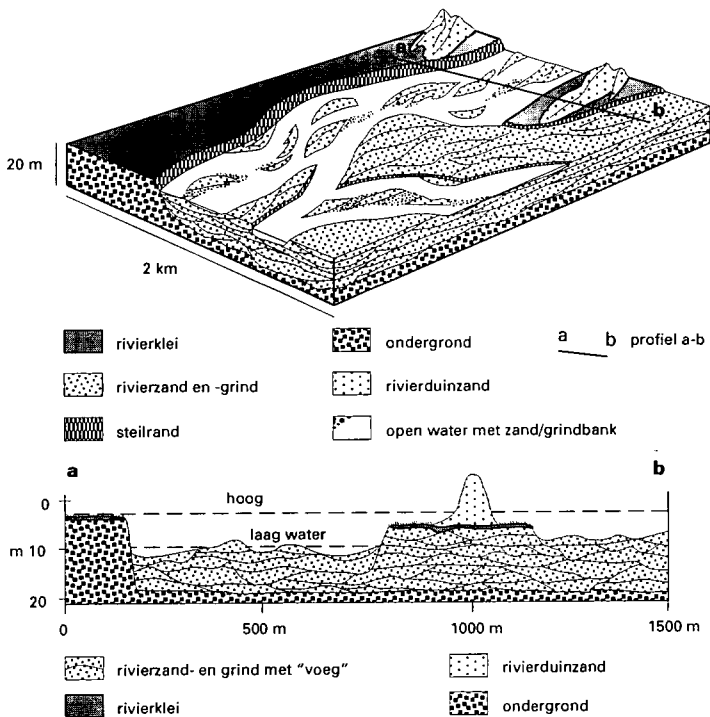 a
b
20 m
2 km
rivierklei
ondergrond
a b profiel a-b
rivierzand en -grind
rivierduinzand
steilrand
open water met zand/grindbank
a
b
0
hoog
laag water
m 10
20
0
500 m
1000 m
1500 m
rivierzand- en grind met "voeg"
rivierduinzand
rivierklei
ondergrond